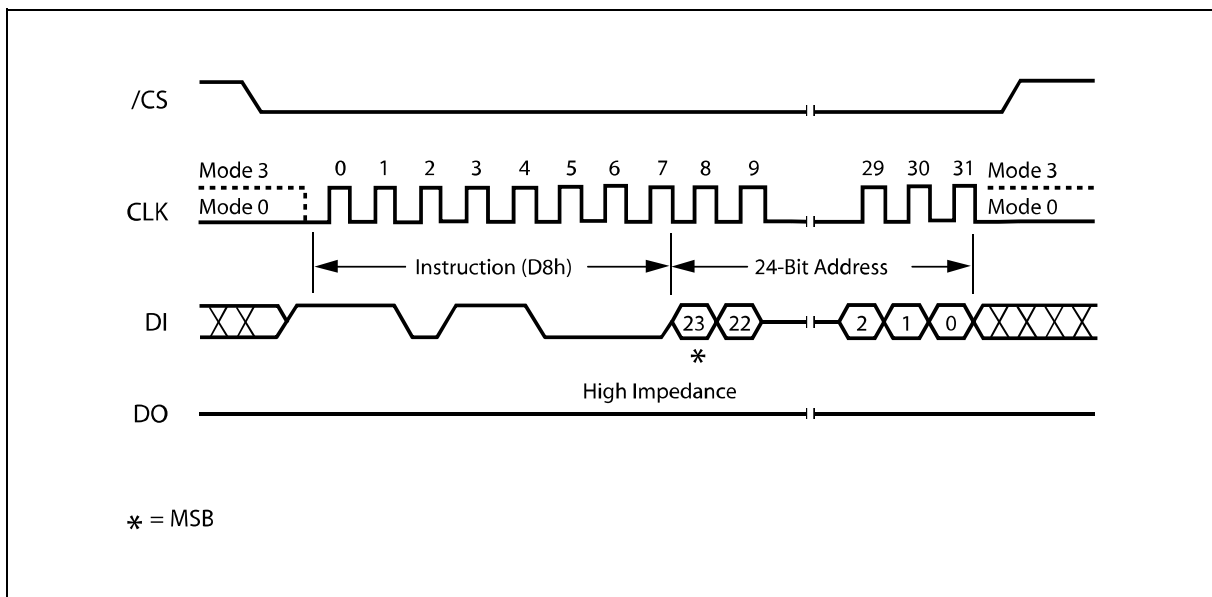 /CS
Mode 3 0 1 2 3 4 5 6 7 8 9 29 30 31 Mode 3
CLK Mode 0 Mode 0
Instruction (D8h) 24-Bit Address
DI 23 22 2 1 0
*
High Impedance
DO
* = MSB